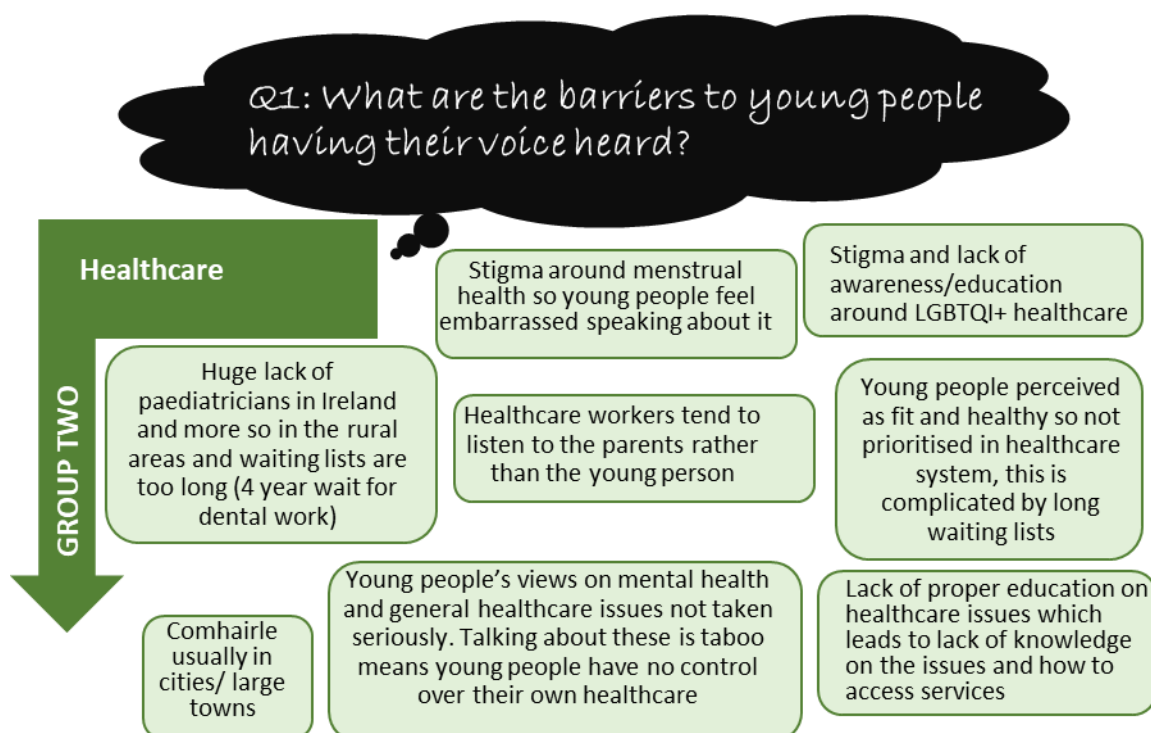 Q1: What are the barriers to young people
having their voice heard?
Healthcare
GROUP TWO
Stigma around menstrual
health so young people feel
embarrassed speaking about it
Stigma and lack of
awareness/education
around LGBTQI+ healthcare
Huge lack of
paediatricians in Ireland
and more so in the rural
areas and waiting lists are
too long (4 year wait for
dental work)
Healthcare workers tend to
listen to the parents rather
than the young person
Young people perceived
as fit and healthy so not
prioritised in healthcare
system, this is
complicated by long
waiting lists
Comhairle
usually in
cities/ large
towns
Young people’s views on mental health
and general healthcare issues not taken
seriously. Talking about these is taboo
means young people have no control
over their own healthcare
Lack of proper education on
healthcare issues which
leads to lack of knowledge
on the issues and how to
access services